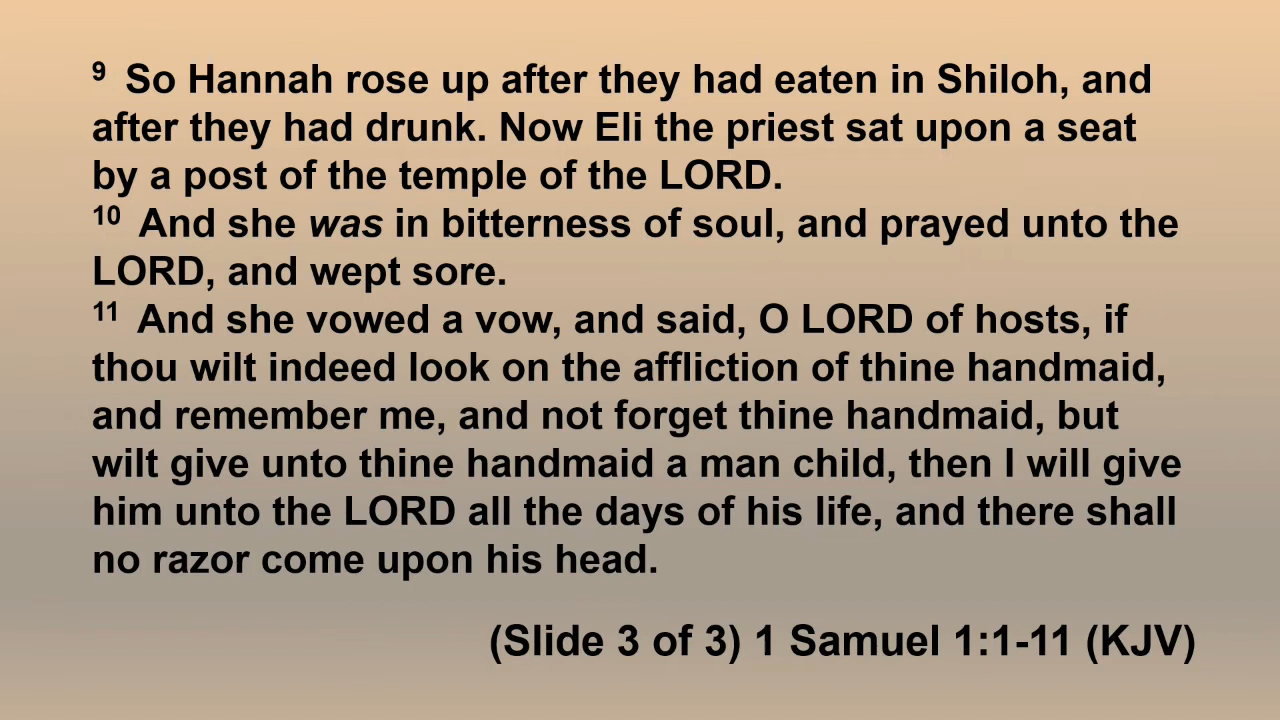 9 So Hannah rose up after they had eaten in Shiloh, and
after they had drunk. Now Eli the priest sat upon a seat
by a post of the temple of the LORD.
10 And she was in bitterness of soul, and prayed unto the
LORD, and wept sore.
11 And she vowed a vow, and said, O LORD of hosts, if
thou wilt indeed look on the affliction of thine handmaid,
and remember me, and not forget thine handmaid, but
wilt give unto thine handmaid a man child, then I will give
him unto the LORD all the days of his life, and there shall
no razor come upon his head.
(Slide 3 of 3) 1 Samuel 1:1-11 (KJV)